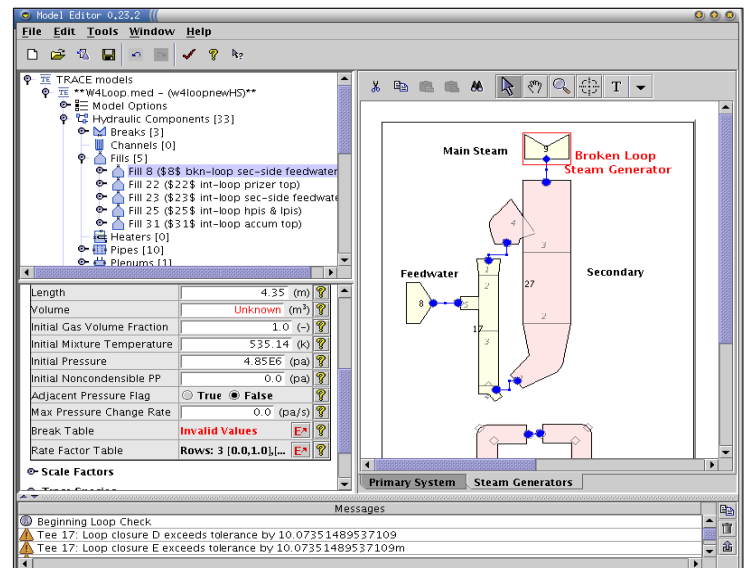 Model Editor 0.23.2
File Edit Tools Window Help
TE TRACE models
TE **W4Loop.med - (w4loopnewHS)**
Model Options
Hydraulic Components [33]
Breaks [3]
Channels [0]
Fills [5]
Fill 8 ($8$ bkn-loop sec-side feedwater
Fill 22 ($22$ int-loop prizer top)
Fill 23 ($23$ int-loop sec-side feedwate
Fill 25 ($25$ int-loop hpis & lpis)
Fill 31 ($31$ int-loop accum top)
Heaters [0]
Pipes [10]
Plenums [1]
Length 4.35 (m) ?
Volume Unknown (m³) ?
Initial Gas Volume Fraction 1.0 (-) ?
Initial Mixture Temperature 535.14 (k) ?
Initial Pressure 4.85E6 (pa) ?
Initial Noncondensible PP 0.0 (pa) ?
Adjacent Pressure Flag True False ?
Max Pressure Change Rate 0.0 (pa/s) ?
Break Table Invalid Values E ?
Rate Factor Table Rows: 3 [0.0,1.0],[... E ?
Scale Factors
T
Main Steam
9
Broken Loop
Steam Generator
4
3
1
2
Feedwater
Secondary
27
8
5
17
2
3
4
Primary System Steam Generators
Messages
Beginning Loop Check
Tee 17: Loop closure D exceeds tolerance by 10.07351489537109
Tee 17: Loop closure E exceeds tolerance by 10.07351489537109m